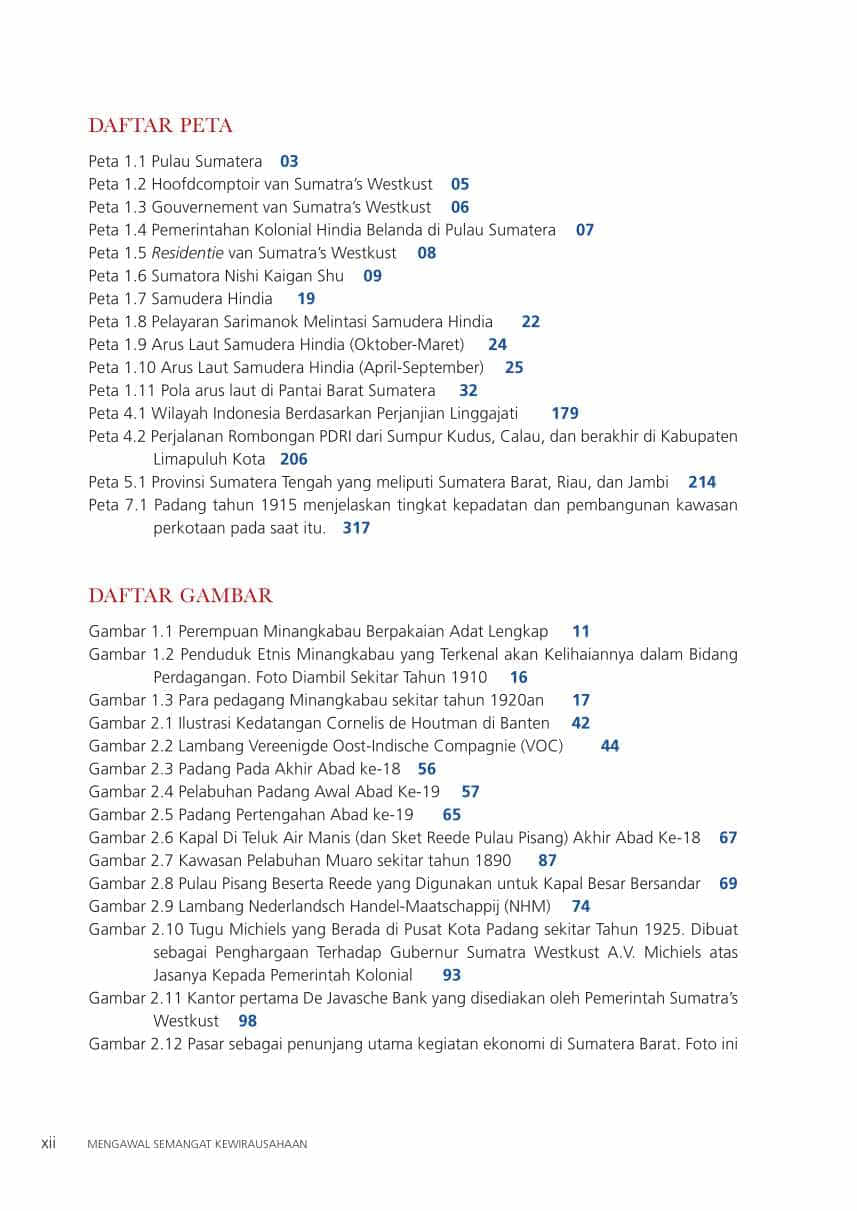 DAFTAR PETA
Peta 1.1 Pulau Sumatera 03
Peta 1.2 Hoofdcomptoir van Sumatra's Westkust 05
Peta 1.3 Gouvernement van Sumatra's Westkust 06
Peta 1.4 Pemerintahan Kolonial Hindia Belanda di Pulau Sumatera 07
Peta 1.5 Residentie van Sumatra's Westkust 08
Peta 1.6 Sumatora Nishi Kaigan Shu 09
Peta 1.7 Samudera Hindia 19
Peta 1.8 Pelayaran Sarimanok Melintasi Samudera Hindia 22
Peta 1.9 Arus Laut Samudera Hindia (Oktober-Maret) 24
Peta 1.10 Arus Laut Samudera Hindia (April-September) 25
Peta 1.11 Pola arus laut di Pantai Barat Sumatera 32
Peta 4.1 Wilayah Indonesia Berdasarkan Perjanjian Linggajati 179
Peta 4.2 Perjalanan Rombongan PDRI dari Sumpur Kudus, Calau, dan berakhir di Kabupaten
Limapuluh Kota 206
Peta 5.1 Provinsi Sumatera Tengah yang meliputi Sumatera Barat, Riau, dan Jambi 214
Peta 7.1 Padang tahun 1915 menjelaskan tingkat kepadatan dan pembangunan kawasan
perkotaan pada saat itu. 317
DAFTAR GAMBAR
Gambar 1.1 Perempuan Minangkabau Berpakaian Adat Lengkap 11
Gambar 1.2 Penduduk Etnis Minangkabau yang Terkenal akan Kelihaiannya dalam Bidang
Perdagangan. Foto Diambil Sekitar Tahun 1910 16
Gambar 1.3 Para pedagang Minangkabau sekitar tahun 1920an 17
Gambar 2.1 Ilustrasi Kedatangan Cornelis de Houtman di Banten 42
Gambar 2.2 Lambang Vereenigde Oost-Indische Compagnie (VOC) 44
Gambar 2.3 Padang Pada Akhir Abad ke-18 56
Gambar 2.4 Pelabuhan Padang Awal Abad Ke-19 57
Gambar 2.5 Padang Pertengahan Abad ke-19 65
Gambar 2.6 Kapal Di Teluk Air Manis (dan Sket Reede Pulau Pisang) Akhir Abad Ke-18 67
Gambar 2.7 Kawasan Pelabuhan Muaro sekitar tahun 1890 87
Gambar 2.8 Pulau Pisang Beserta Reede yang Digunakan untuk Kapal Besar Bersandar 69
Gambar 2.9 Lambang Nederlandsch Handel-Maatschappij (NHM) 74
Gambar 2.10 Tugu Michiels yang Berada di Pusat Kota Padang sekitar Tahun 1925. Dibuat
sebagai Penghargaan Terhadap Gubernur Sumatra Westkust A.V. Michiels atas
Jasanya Kepada Pemerintah Kolonial 93
Gambar 2.11 Kantor pertama De Javasche Bank yang disediakan oleh Pemerintah Sumatra's
Westkust 98
Gambar 2.12 Pasar sebagai penunjang utama kegiatan ekonomi di Sumatera Barat. Foto ini
xii MENGAWAL SEMANGAT KEWIRAUSAHAAN